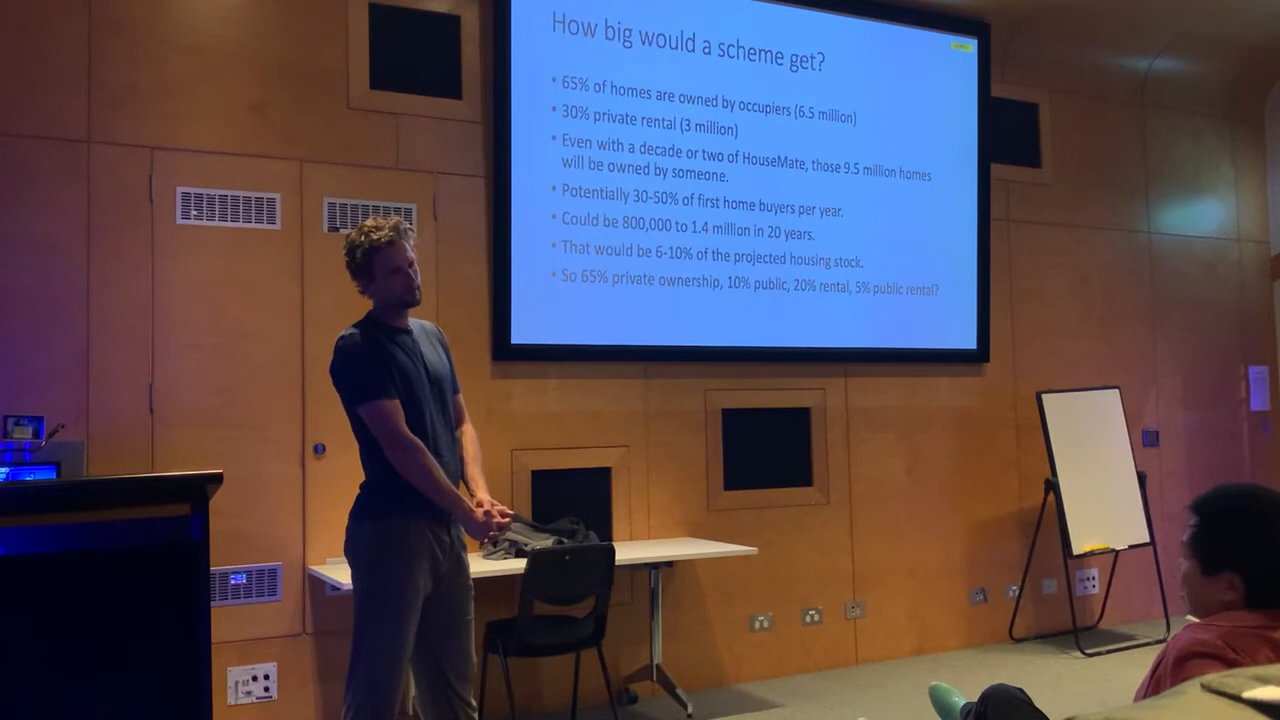 How big would a scheme get?
• 65% of homes are owned by occupiers (6.5 million)
• 30% private rental (3 million)
• Even with a decade or two of HouseMate, those 9.5 million homes
will be owned by someone.
• Potentially 30-50% of first home buyers per year.
• Could be 800,000 to 1.4 million in 20 years.
• That would be 6-10% of the projected housing stock.
• So 65% private ownership, 10% public, 20% rental, 5% public rental?